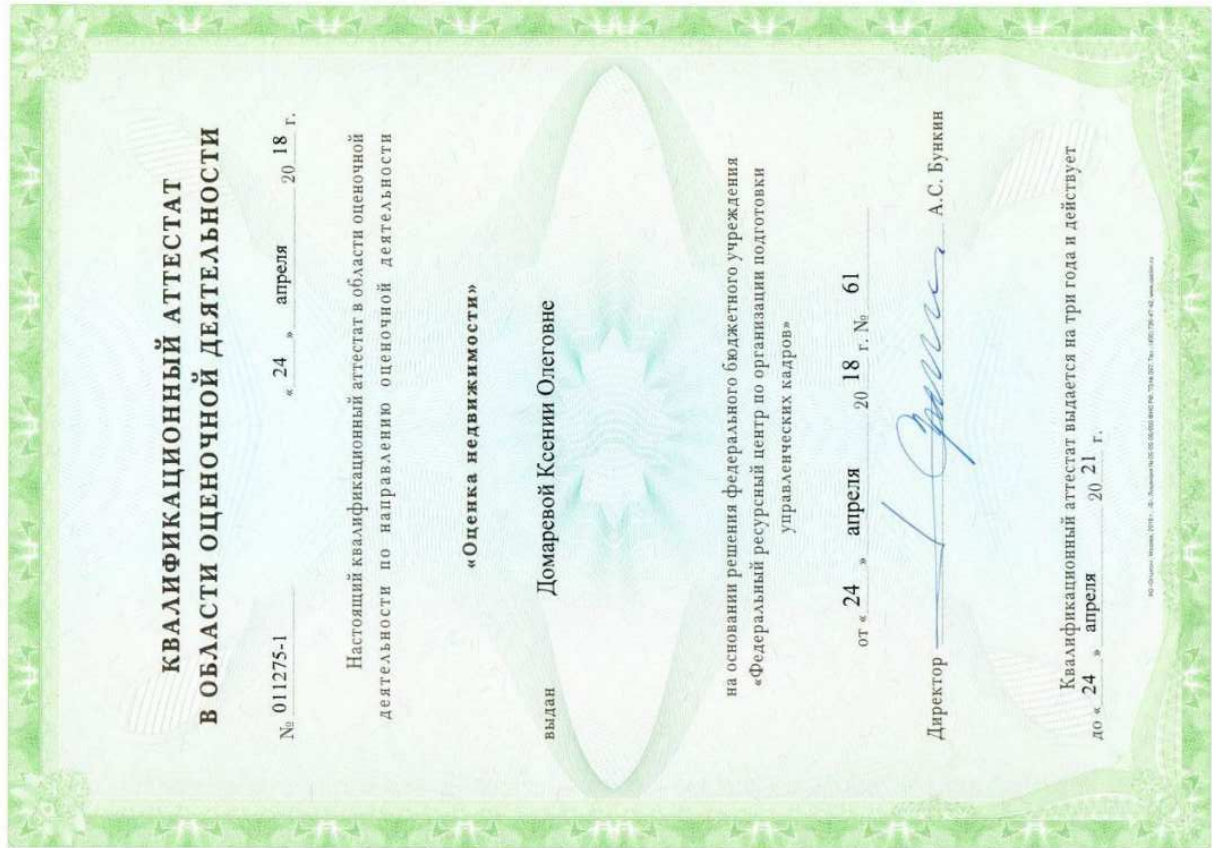 КВАЛИФИКАЦИОННЫЙ АТТЕСТАТ
В ОБЛАСТИ ОЦЕНОЧНОЙ ДЕЯТЕЛЬНОСТИ
№ 011275-1 « 24 » апреля 20 18 г.
Настоящий квалификационный аттестат в области оценочной
деятельности по направлению оценочной деятельности
«Оценка недвижимости»
выдан Домаревой Ксении Олеговне
на основании решения федерального бюджетного учреждения
«Федеральный ресурсный центр по организации подготовки
управленческих кадров»
от « 24 » апреля 20 18 г. № 61
Директор А.С. Бункин
Квалификационный аттестат выдается на три года и действует
до « 24 » апреля 20 21 г.